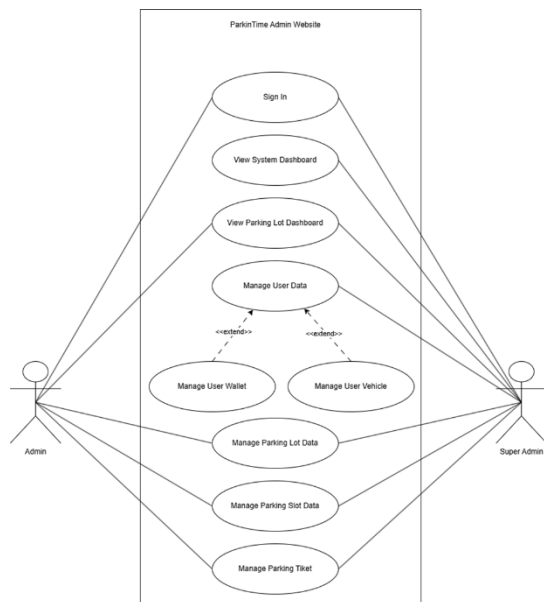 ParkinTime Admin Website
Sign In
View System Dashboard
View Parking Lot Dashboard
Manage User Data
<<extend>>
<<extend>>
Manage User Wallet
Manage User Vehicle
Manage Parking Lot Data
Admin
Super Admin
Manage Parking Slot Data
Manage Parking Tiket